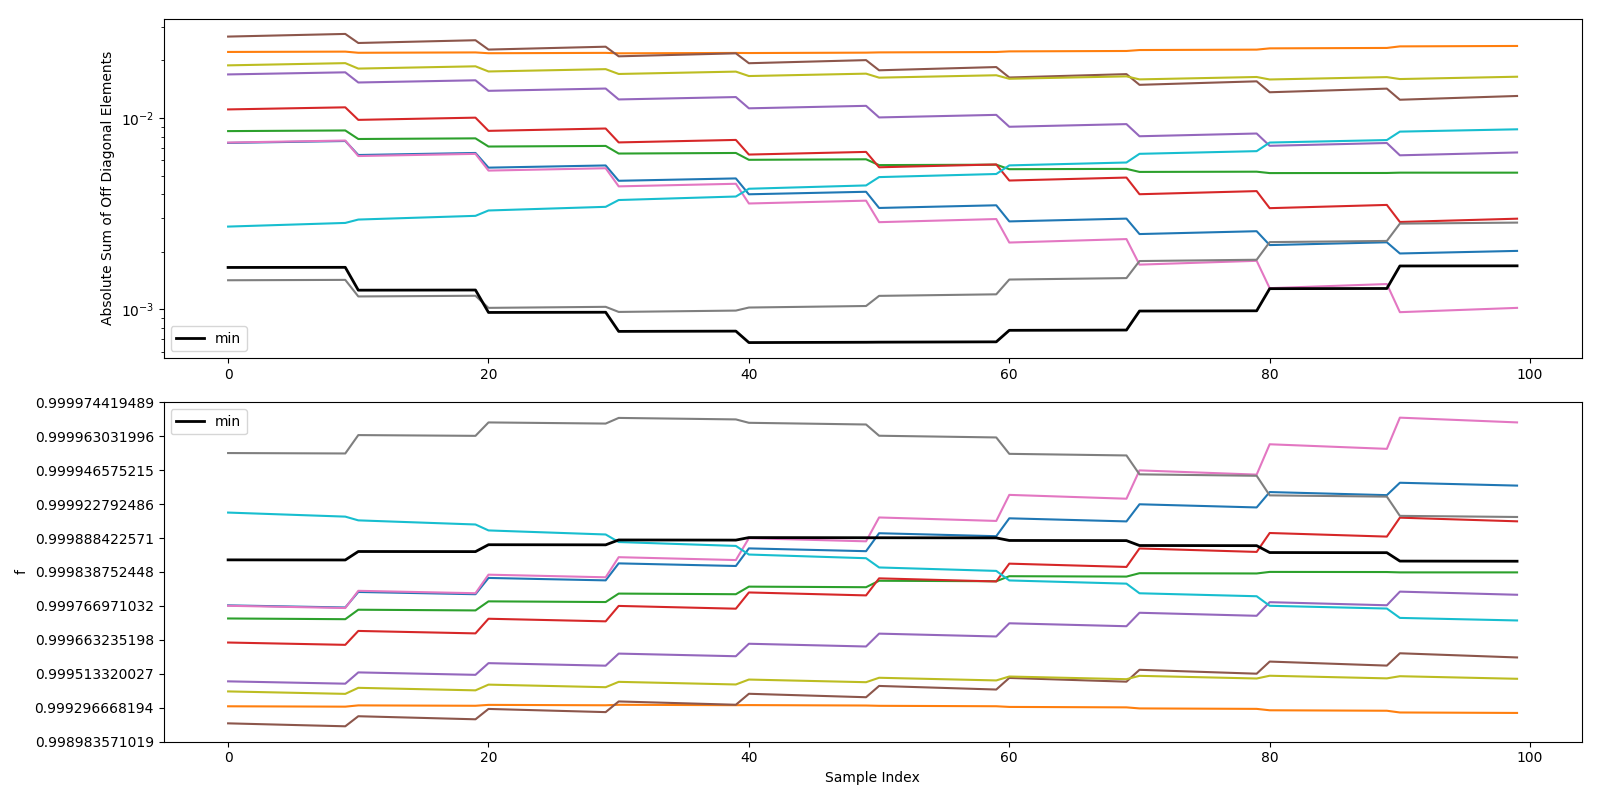 Absolute Sum of Off Diagonal Elements
10⁻²
10⁻³
min
0 20 40 60 80 100
0.999974419489
0.999963031996
0.999946575215
0.999922792486
0.999888422571
0.999838752448
0.999766971032
0.999663235198
0.999513320027
0.999296668194
0.998983571019
f
min
0 20 40 60 80 100
Sample Index